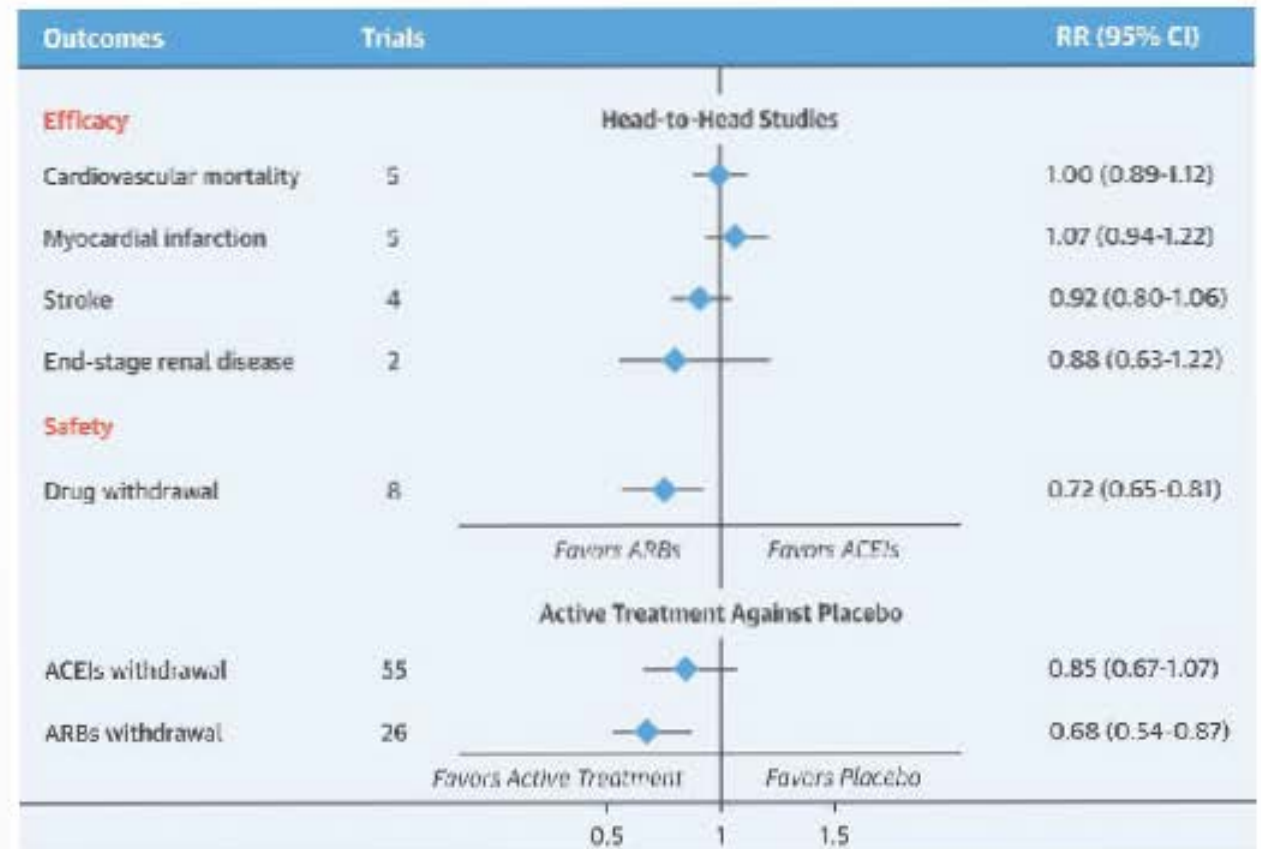 Outcomes Trials RR (95% CI)
Efficacy Head-to-Head Studies
Cardiovascular mortality 5 1.00 (0.89-1.12)
Myocardial infarction 5 1.07 (0.94-1.22)
Stroke 4 0.92 (0.80-1.06)
End-stage renal disease 2 0.88 (0.63-1.22)
Safety
Drug withdrawal 8 0.72 (0.65-0.81)
Favors ARBs Favors ACEIs
Active Treatment Against Placebo
ACEIs withdrawal 55 0.85 (0.67-1.07)
ARBs withdrawal 26 0.68 (0.54-0.87)
Favors Active Treatment Favors Placebo
0.5 1 1.5